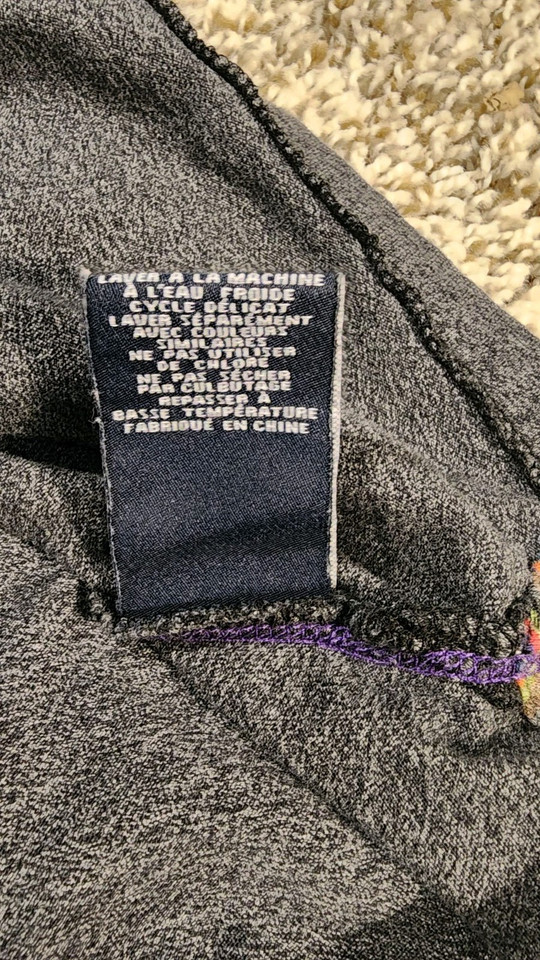 LAVER À LA MACHINE
À L'EAU FROIDE
CYCLE DÉLICAT
LAVER SÉPARÉMENT
AVEC COULEURS
SIMILAIRES
NE PAS UTILISER
DE CHLORE
NE PAS SÉCHER
PAR CULBUTAGE
REPASSER À
BASSE TEMPÉRATURE
FABRIQUÉ EN CHINE